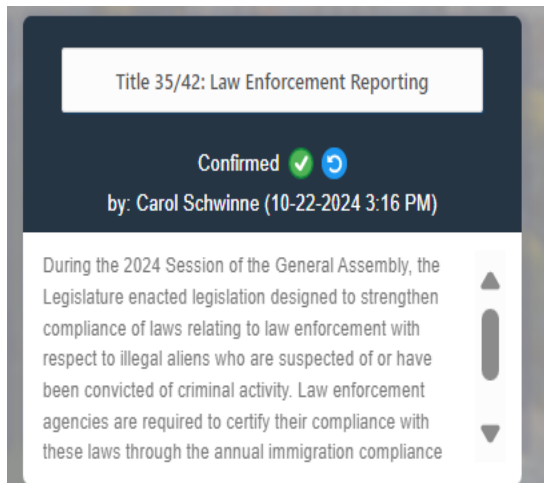 Title 35/42: Law Enforcement Reporting
Confirmed
by: Carol Schwinne (10-22-2024 3:16 PM)
During the 2024 Session of the General Assembly, the
Legislature enacted legislation designed to strengthen
compliance of laws relating to law enforcement with
respect to illegal aliens who are suspected of or have
been convicted of criminal activity. Law enforcement
agencies are required to certify their compliance with
these laws through the annual immigration compliance